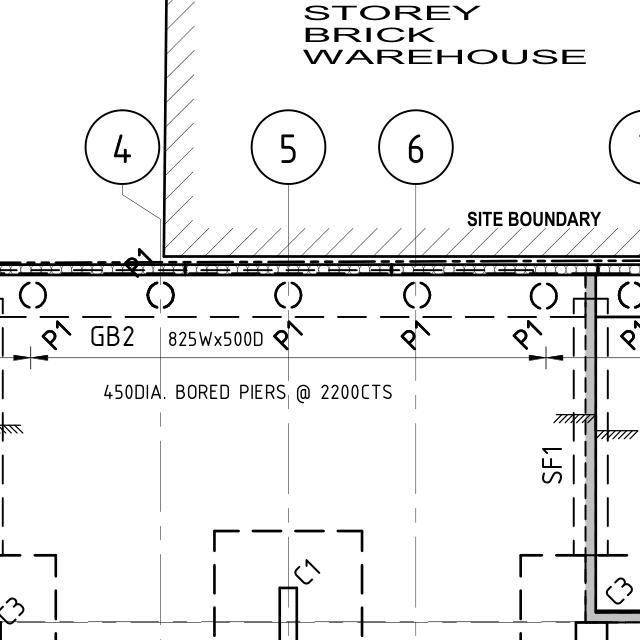 STOREY
BRICK
WAREHOUSE
4
5
6
SITE BOUNDARY
P1
P1
GB2
825Wx500D
P1
P1
P1
P1
450DIA. BORED PIERS @ 2200CTS
SF1
C1
C3
C3